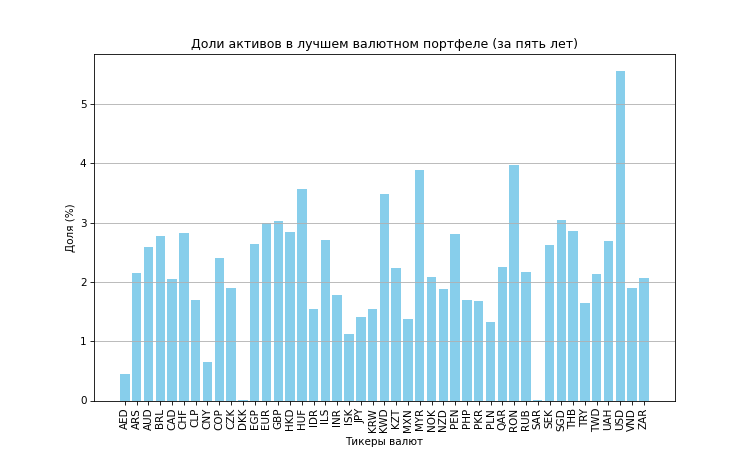 Доли активов в лучшем валютном портфеле (за пять лет)
Доля (%)
5
4
3
2
1
0
AED
ARS
AUD
BRL
CAD
CHF
CLP
CNY
COP
CZK
DKK
EGP
EUR
GBP
HKD
HUF
IDR
ILS
INR
ISK
JPY
KRW
KWD
KZT
MXN
MYR
NOK
NZD
PEN
PHP
PKR
PLN
QAR
RON
RUB
SAR
SEK
SGD
THB
TRY
TWD
UAH
USD
VND
ZAR
Тикеры валют